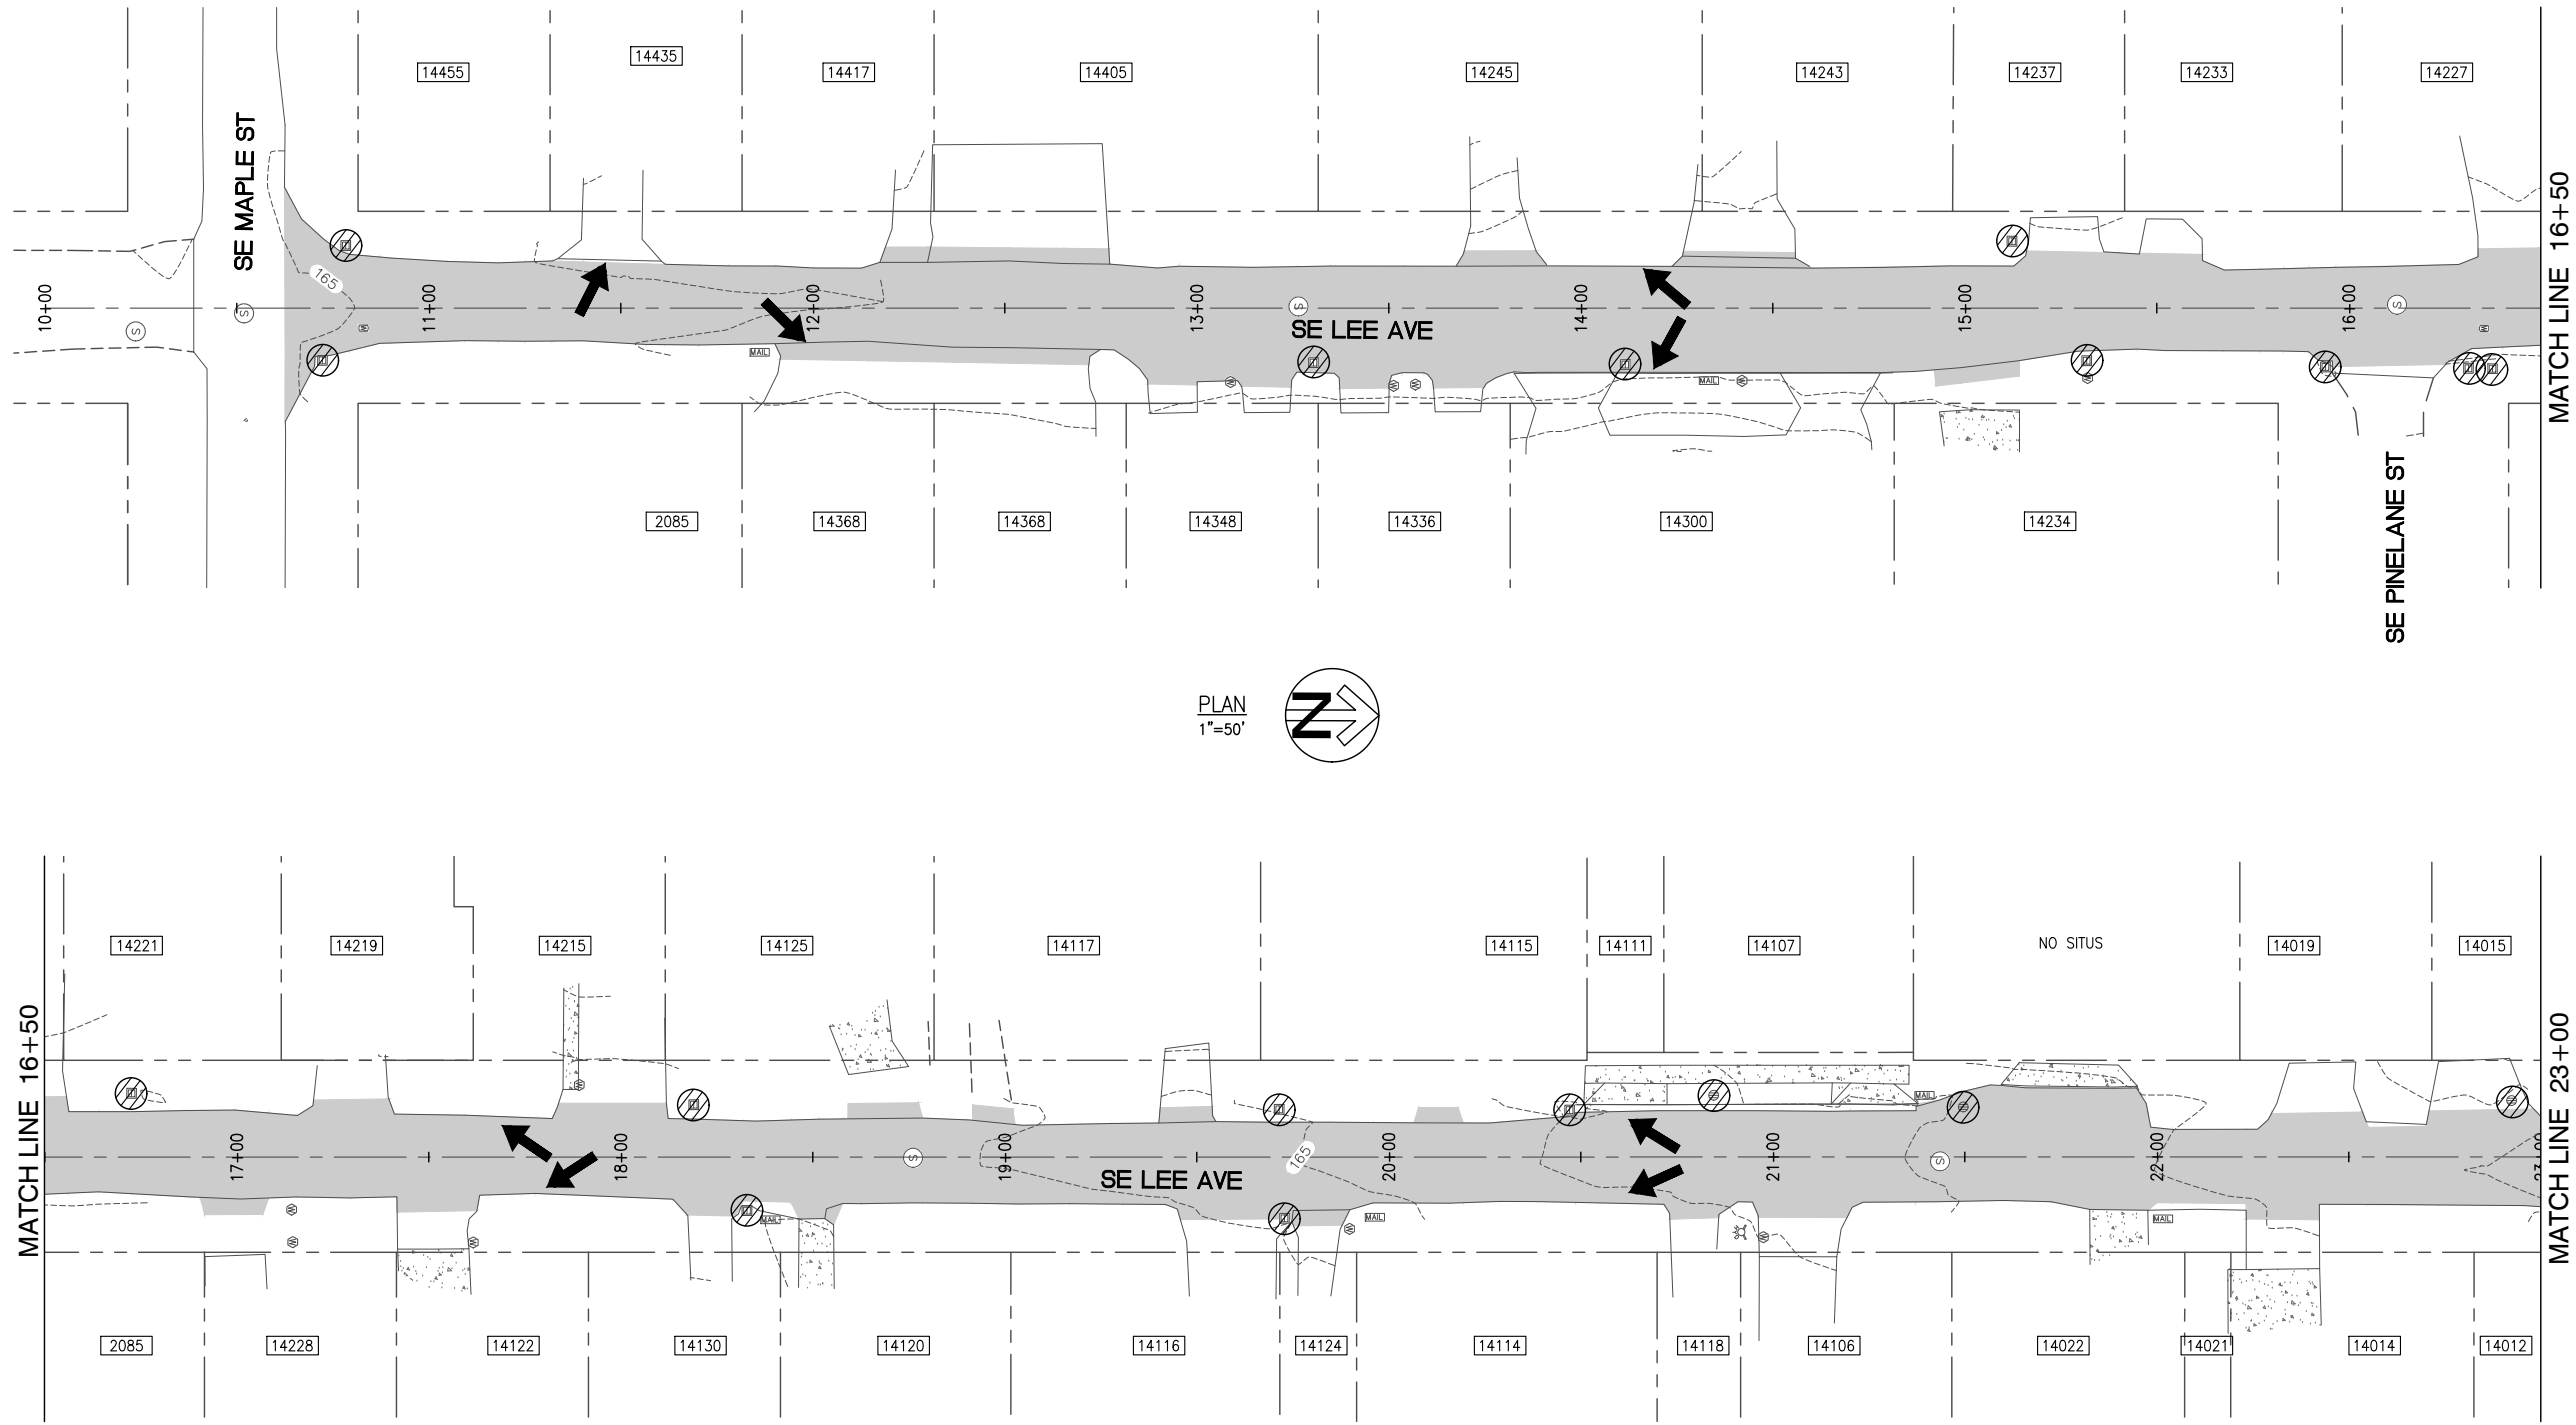 14455
14435
14417
14405
14245
14243
14237
14233
14227
SE MAPLE ST
MATCH LINE 16+50
165
10+00
11+00
12+00
13+00
14+00
15+00
16+00
S
S
S
S
W
W
SE LEE AVE
MAIL
W
W
W
MAIL
W
W
2085
14368
14368
14348
14336
14300
14234
SE PINELANE ST
PLAN
1"=50'
N
14221
14219
14215
14125
14117
14115
14111
14107
NO SITUS
14019
14015
MATCH LINE 16+50
MATCH LINE 23+00
W
MAIL
17+00
18+00
19+00
20+00
21+00
22+00
23+00
S
165
S
SE LEE AVE
W
W
W
MAIL
W
MAIL
W
MAIL
2085
14228
14122
14130
14120
14116
14124
14114
14118
14106
14022
14021
14014
14012